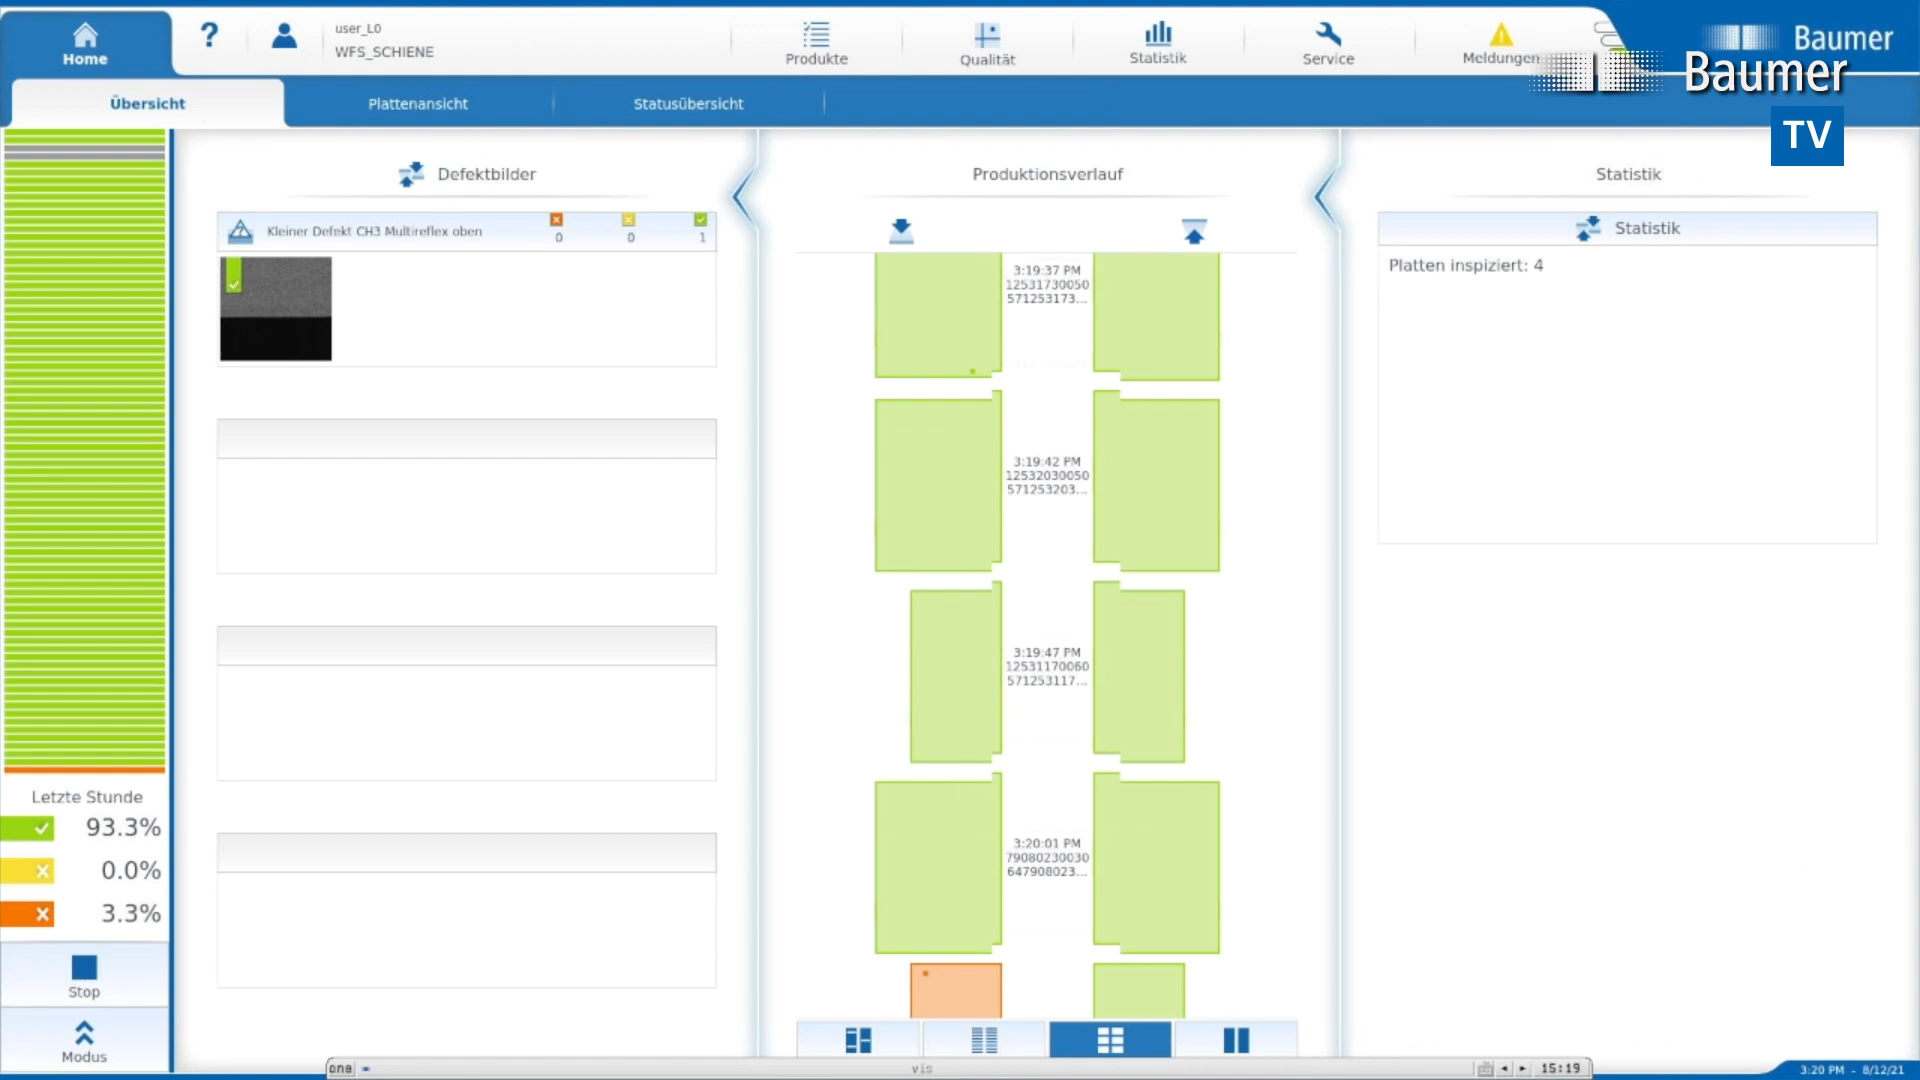 Home
?
user_L0
WFS_SCHIENE
Produkte
Qualität
Statistik
Service
Meldungen
Baumer
Baumer
TV
Übersicht
Plattenansicht
Statusübersicht
Defektbilder
Kleiner Defekt CH3 Multireflex oben
0
0
1
Produktionsverlauf
3:19:37 PM
12531730050
571253173...
3:19:42 PM
12532030050
571253203...
3:19:47 PM
12531170060
571253117...
3:20:01 PM
79080230030
647908023...
Statistik
Statistik
Platten inspiziert: 4
Letzte Stunde
93.3%
0.0%
3.3%
Stop
Modus
one
vis
15:19
3:20 PM - 8/12/21